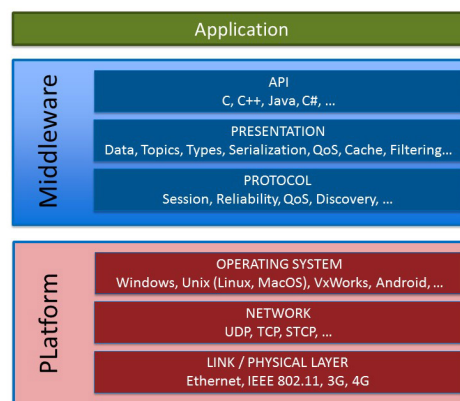 Application
Middleware
API
C, C++, Java, C#, ...
PRESENTATION
Data, Topics, Types, Serialization, QoS, Cache, Filtering...
PROTOCOL
Session, Reliability, QoS, Discovery, ...
PLatform
OPERATING SYSTEM
Windows, Unix (Linux, MacOS), VxWorks, Android, ...
NETWORK
UDP, TCP, STCP, ...
LINK / PHYSICAL LAYER
Ethernet, IEEE 802.11, 3G, 4G